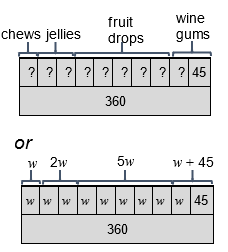 chews jellies fruit drops wine gums
? ? ? ? ? ? ? ? ? 45
360
or
w 2w 5w w + 45
w w w w w w w w w 45
360